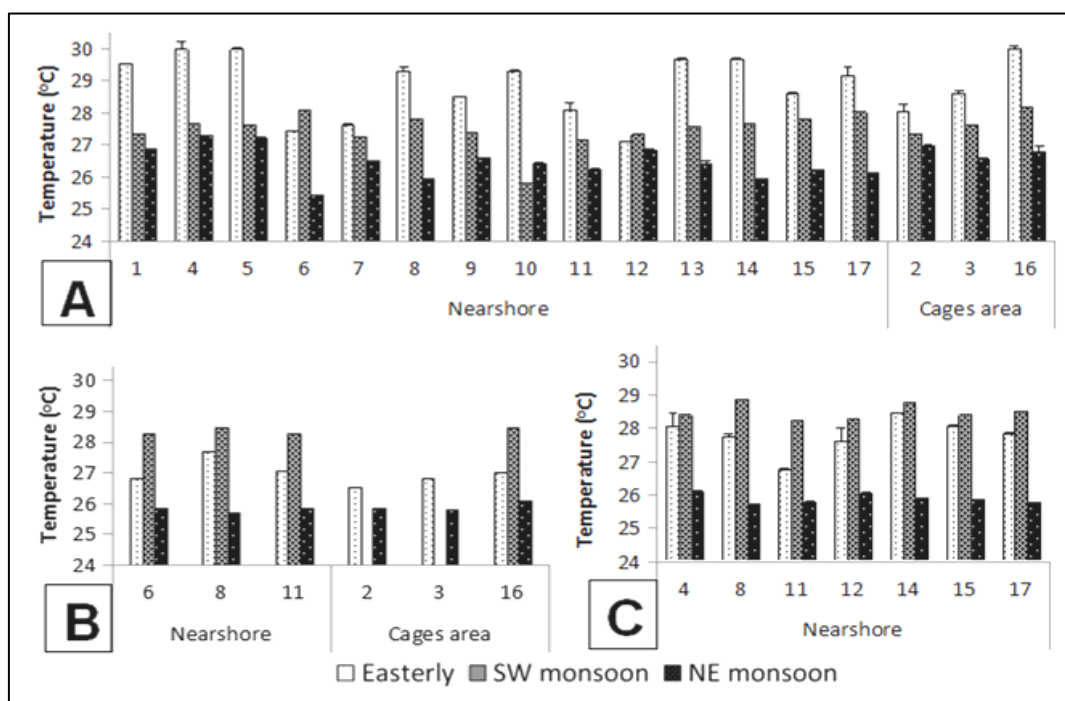 30
29
28
27
26
25
24
Temperature (ºC)
1 4 5 6 7 8 9 10 11 12 13 14 15 17 2 3 16
Nearshore Cages area
A
30
29
28
27
26
25
24
Temperature (ºC)
6 8 11 2 3 16
Nearshore Cages area
B
30
29
28
27
26
25
24
Temperature (ºC)
4 8 11 12 14 15 17
Nearshore
C
Easterly SW monsoon NE monsoon